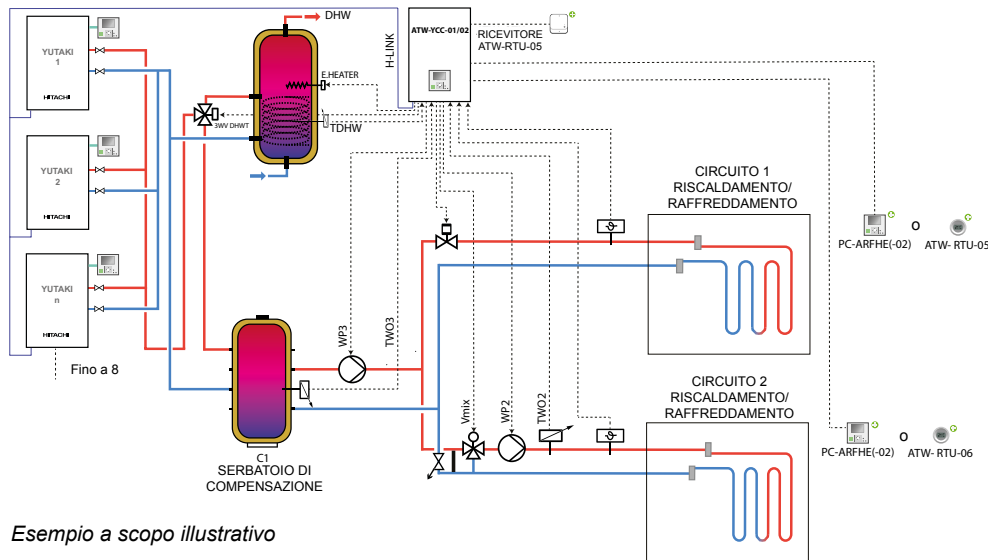 DHW
YUTAKI
1
HITACHI
H-LINK
ATW-YCC-01/02
RICEVITORE
ATW-RTU-05
E.HEATER
3WV DHWT
TDHW
YUTAKI
2
HITACHI
CIRCUITO 1
RISCALDAMENTO/
RAFFREDDAMENTO
PC-ARFHE(-02)
o
ATW- RTU-05
YUTAKI
n
HITACHI
Fino a 8
WP3
TWO3
C1
SERBATOIO DI
COMPENSAZIONE
Vmix
WP2
TWO2
CIRCUITO 2
RISCALDAMENTO/
RAFFREDDAMENTO
PC-ARFHE(-02)
o
ATW- RTU-06
Esempio a scopo illustrativo